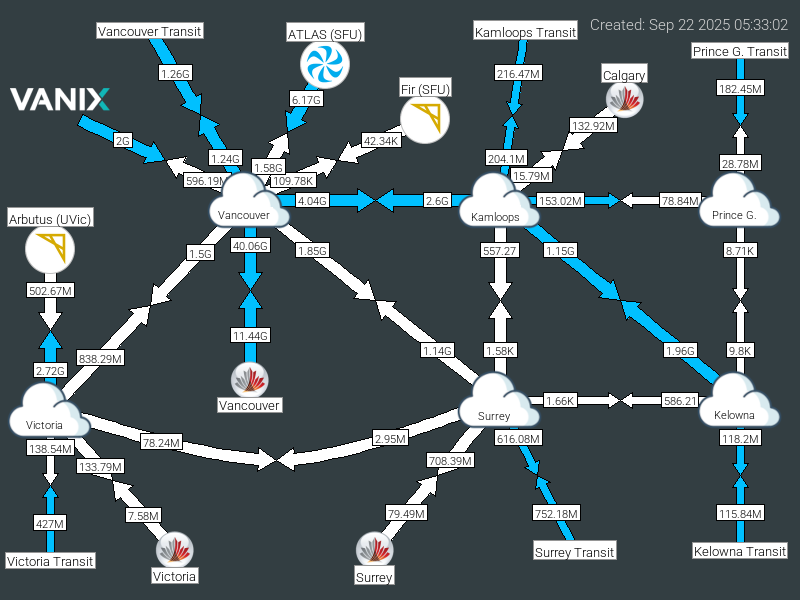 Created: Sep 22 2025 05:33:02
Vancouver Transit
ATLAS (SFU)
Kamloops Transit
Prince G. Transit
1.26G
216.47M
Calgary
182.45M
VANIX
6.17G
Fir (SFU)
132.92M
2G
42.34K
1.24G
204.1M
28.78M
596.19M
1.58G
109.78K
15.79M
Vancouver
4.04G
2.6G
Kamloops
153.02M
78.84M
Prince G.
Arbutus (UVic)
1.5G
40.06G
1.85G
557.27
1.15G
8.71K
502.67M
11.44G
838.29M
1.14G
1.58K
1.96G
9.8K
2.72G
Vancouver
Victoria
Surrey
1.66K
586.21
Kelowna
138.54M
78.24M
2.95M
616.08M
118.2M
133.79M
708.39M
427M
7.58M
79.49M
752.18M
115.84M
Victoria Transit
Victoria
Surrey
Surrey Transit
Kelowna Transit